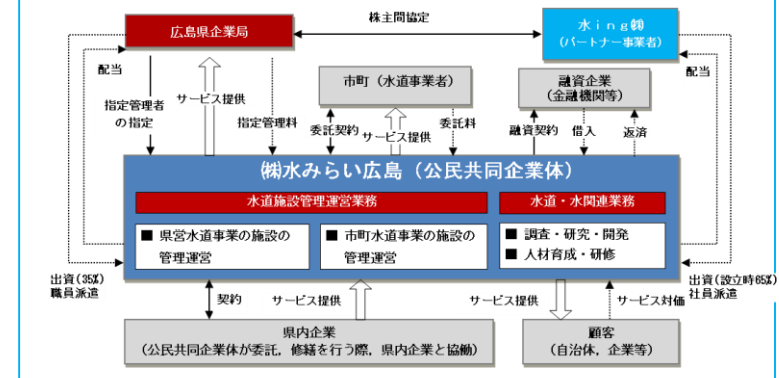 株主間協定
広島県企業局
水ing㈱
(パートナー事業者)
配当
配当
サービス提供
市町(水道事業者)
融資企業
(金融機関等)
指定管理者
の指定
指定管理料
委託契約
サービス提供
委託料
融資契約
借入
返済
㈱水みらい広島(公民共同企業体)
水道施設管理運営業務
水道・水関連業務
■ 県営水道事業の施設の
管理運営
■ 市町水道事業の施設の
管理運営
■ 調査・研究・開発
■ 人材育成・研修
出資(35%)
職員派遣
契約
サービス提供
サービス提供
サービス対価
出資(設立時65%)
社員派遣
県内企業
(公民共同企業体が委託, 修繕を行う際, 県内企業と協働)
顧客
(自治体, 企業等)